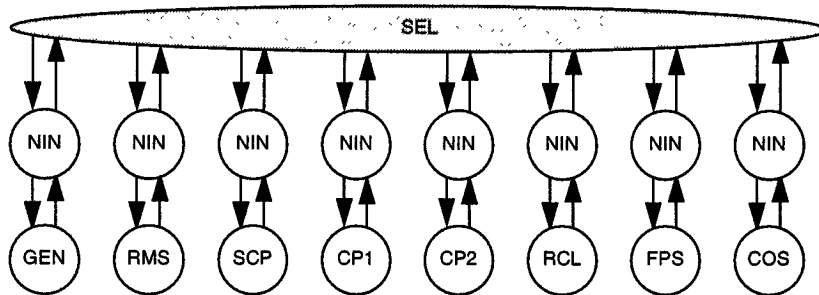 SEL
NIN NIN NIN NIN NIN NIN NIN NIN
GEN RMS SCP CP1 CP2 RCL FPS COS